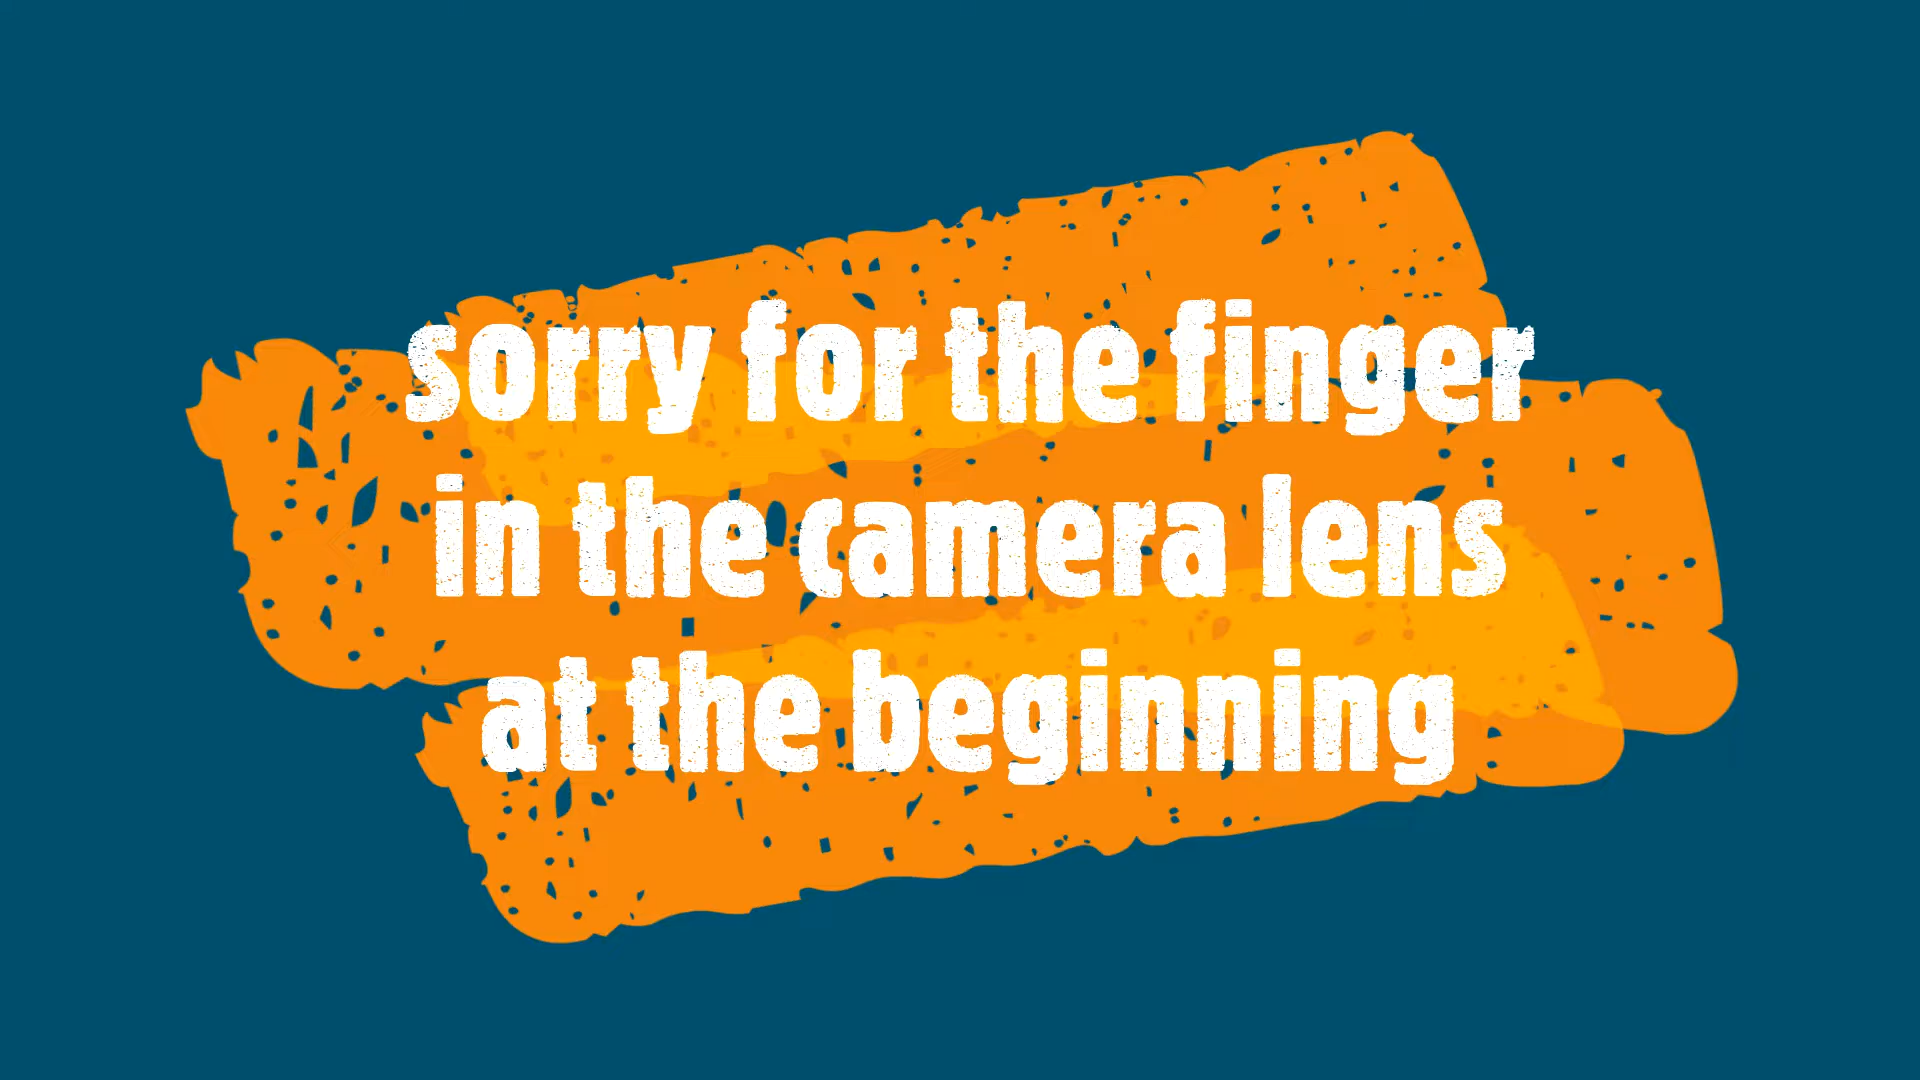 sorry for the finger
in the camera lens
at the beginning